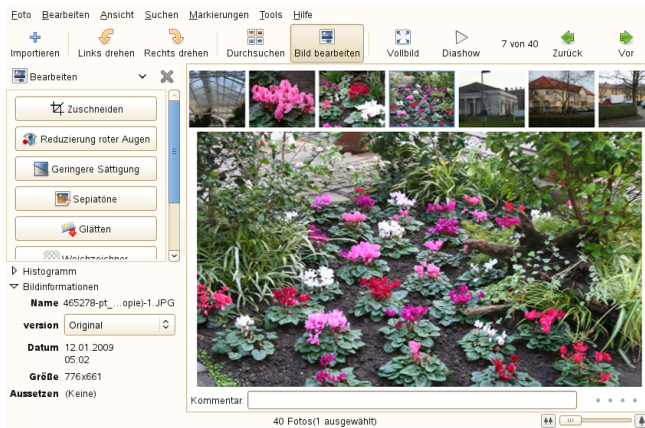 Foto Bearbeiten Ansicht Suchen Markierungen Tools Hilfe
Importieren Links drehen Rechts drehen Durchsuchen Bild bearbeiten Vollbild Diashow 7 von 40 Zurück Vor
Bearbeiten
Zuschneiden
Reduzierung roter Augen
Geringere Sättigung
Sepiatöne
Glätten
Weichzeichner
Histogramm
Bildinformationen
Name 465278-pt_...opie)-1.JPG
version Original
Datum 12.01.2009
05:02
Größe 776x661
Aussetzen (Keine)
Kommentar:
40 Fotos(1 ausgewählt)